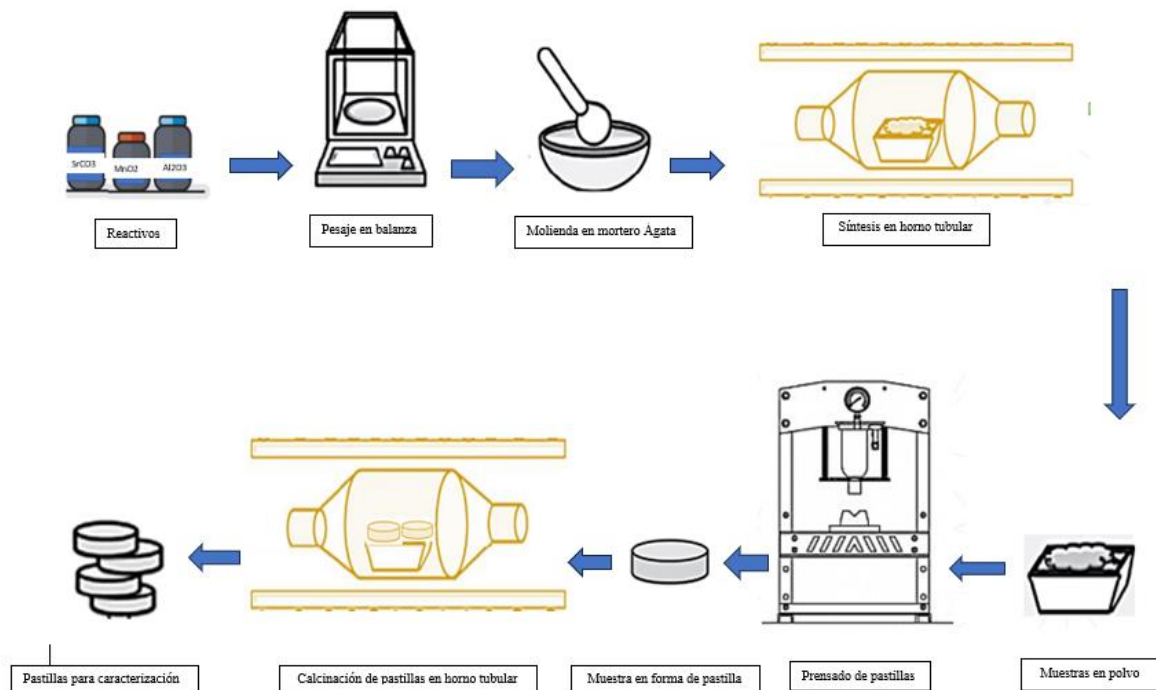 SrCO3
MnO2
Al2O3
Reactivos
Pesaje en balanza
Molienda en mortero Agata
Síntesis en horno tubular
Pastillas para caracterización
Calcinación de pastillas en horno tubular
Muestra en forma de pastilla
Prensado de pastillas
Muestras en polvo